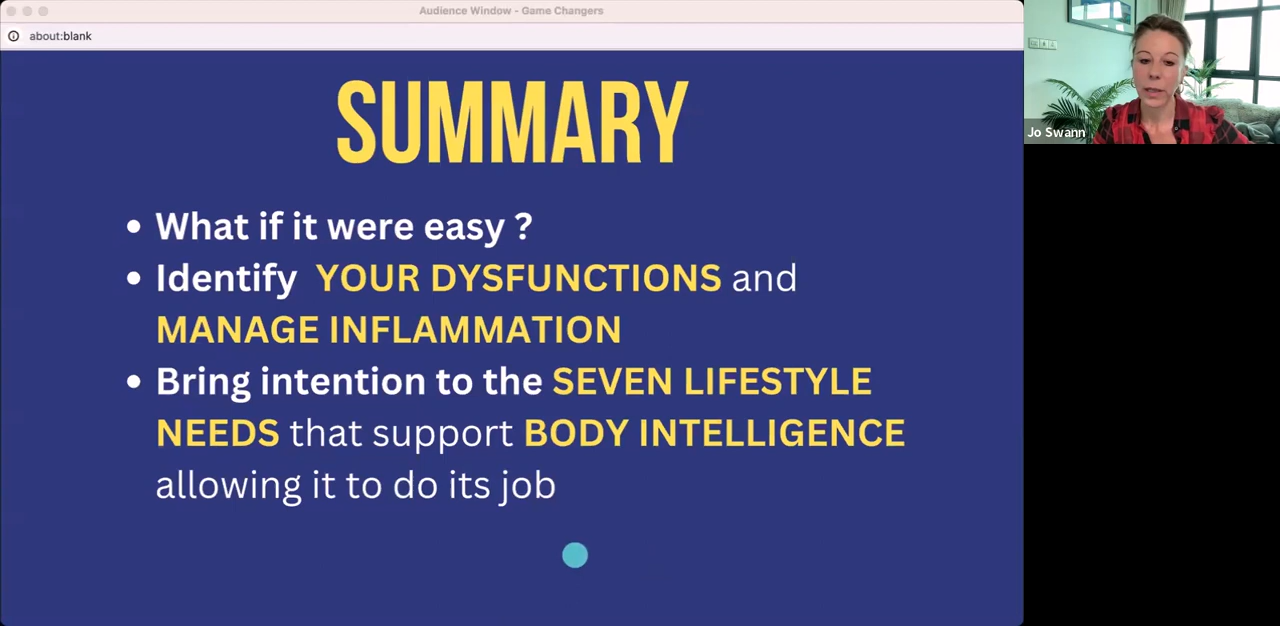 Audience Window - Game Changers
about:blank
SUMMARY
• What if it were easy ?
• Identify YOUR DYSFUNCTIONS and
MANAGE INFLAMMATION
• Bring intention to the SEVEN LIFESTYLE
NEEDS that support BODY INTELLIGENCE
allowing it to do its job
Jo Swann